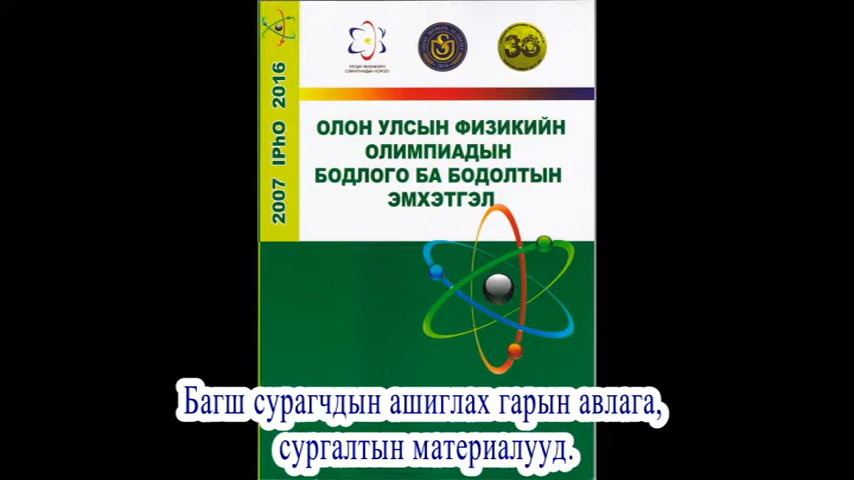 2007 IPhO 2016
ОЛОН УЛСЫН ФИЗИКИЙН
ОЛИМПИАДЫН
БОДЛОГО БА БОДОЛТЫН
ЭМХЭТГЭЛ
Багш сурагчдын ашиглах гарын авлага,
сургалтын материалууд.